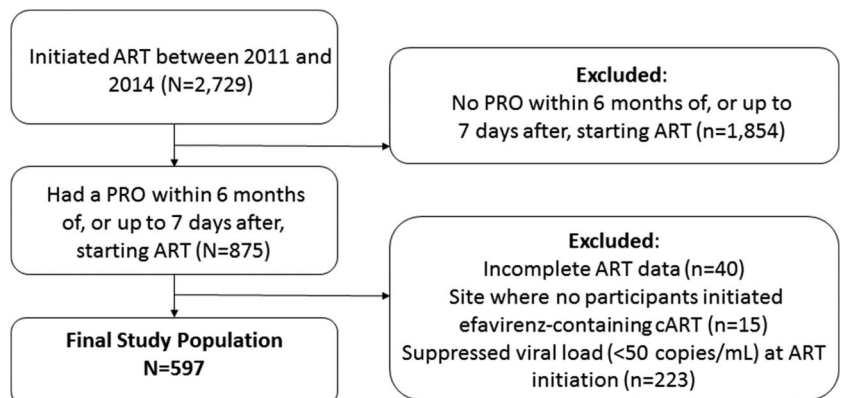 Initiated ART between 2011 and
2014 (N=2,729)
Excluded:
No PRO within 6 months of, or up to
7 days after, starting ART (n=1,854)
Had a PRO within 6 months
of, or up to 7 days after,
starting ART (N=875)
Excluded:
Incomplete ART data (n=40)
Site where no participants initiated
efavirenz-containing cART (n=15)
Suppressed viral load (<50 copies/mL) at ART
initiation (n=223)
Final Study Population
N=597